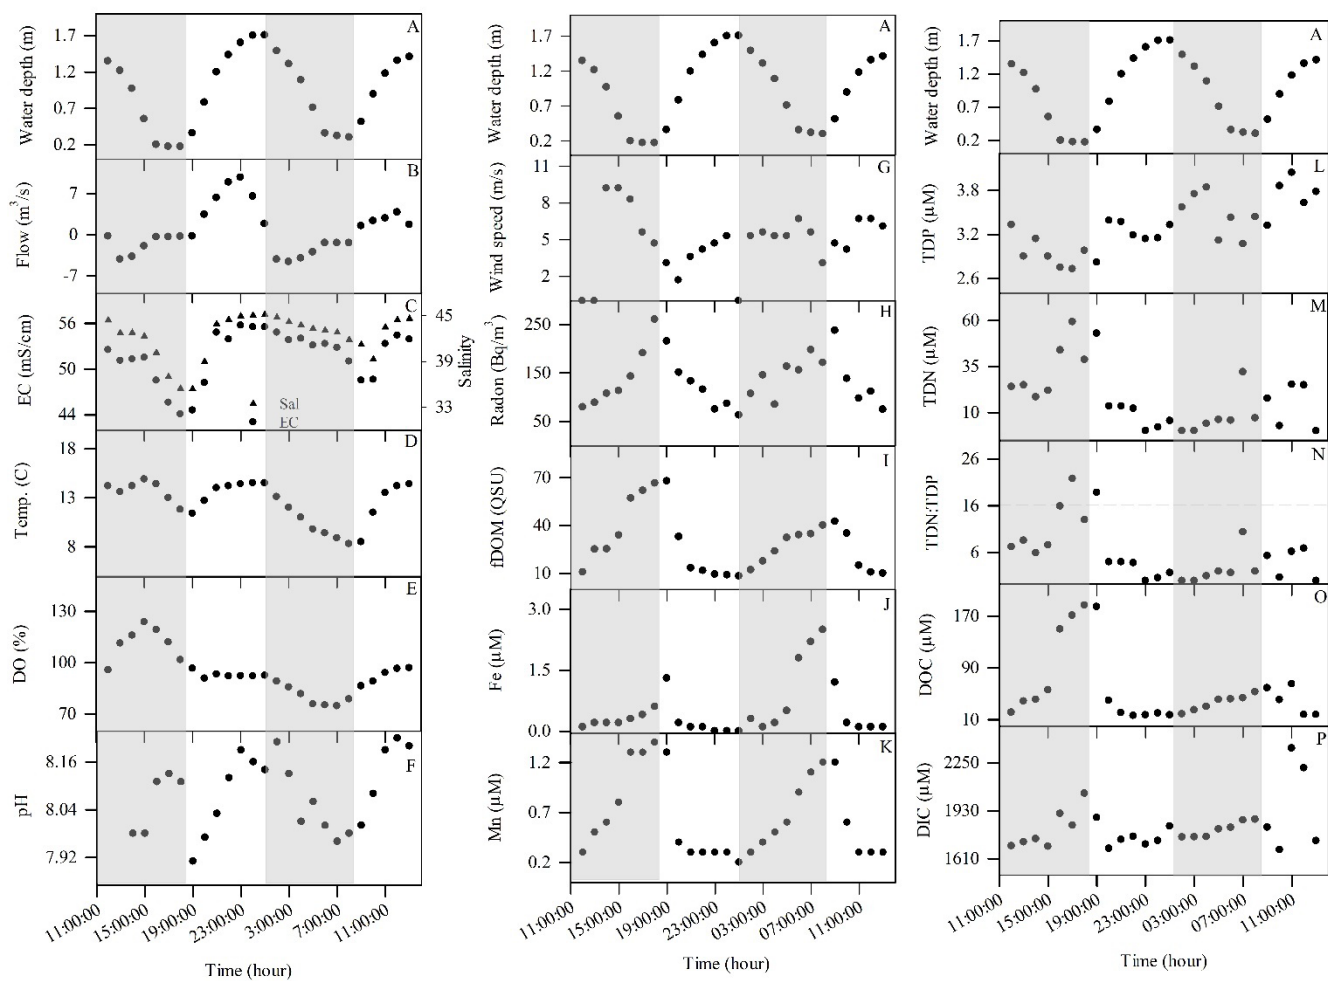 A
Water depth (m)
1.7
1.2
0.7
0.2
B
Flow (m³/s)
7
0
-7
C
EC (mS/cm)
56
50
44
45
39
33
Salinity
Sal
EC
D
Temp. (C)
18
13
8
E
DO (%)
130
100
70
F
pH
8.16
8.04
7.92
11:00:00
15:00:00
19:00:00
23:00:00
3:00:00
7:00:00
11:00:00
Time (hour)
A
Water depth (m)
1.7
1.2
0.7
0.2
G
Wind speed (m/s)
11
8
5
2
H
Radon (Bq/m³)
250
150
50
I
fDOM (QSU)
70
40
10
J
Fe (µM)
3.0
1.5
0.0
K
Mn (µM)
1.2
0.7
0.2
11:00:00
15:00:00
19:00:00
23:00:00
03:00:00
07:00:00
11:00:00
Time (hour)
A
Water depth (m)
1.7
1.2
0.7
0.2
L
TDP (µM)
3.8
3.2
2.6
M
TDN (µM)
60
35
10
N
TDN:TDP
26
16
6
O
DOC (µM)
170
90
10
P
DIC (µM)
2250
1930
1610
11:00:00
15:00:00
19:00:00
23:00:00
03:00:00
07:00:00
11:00:00
Time (hour)